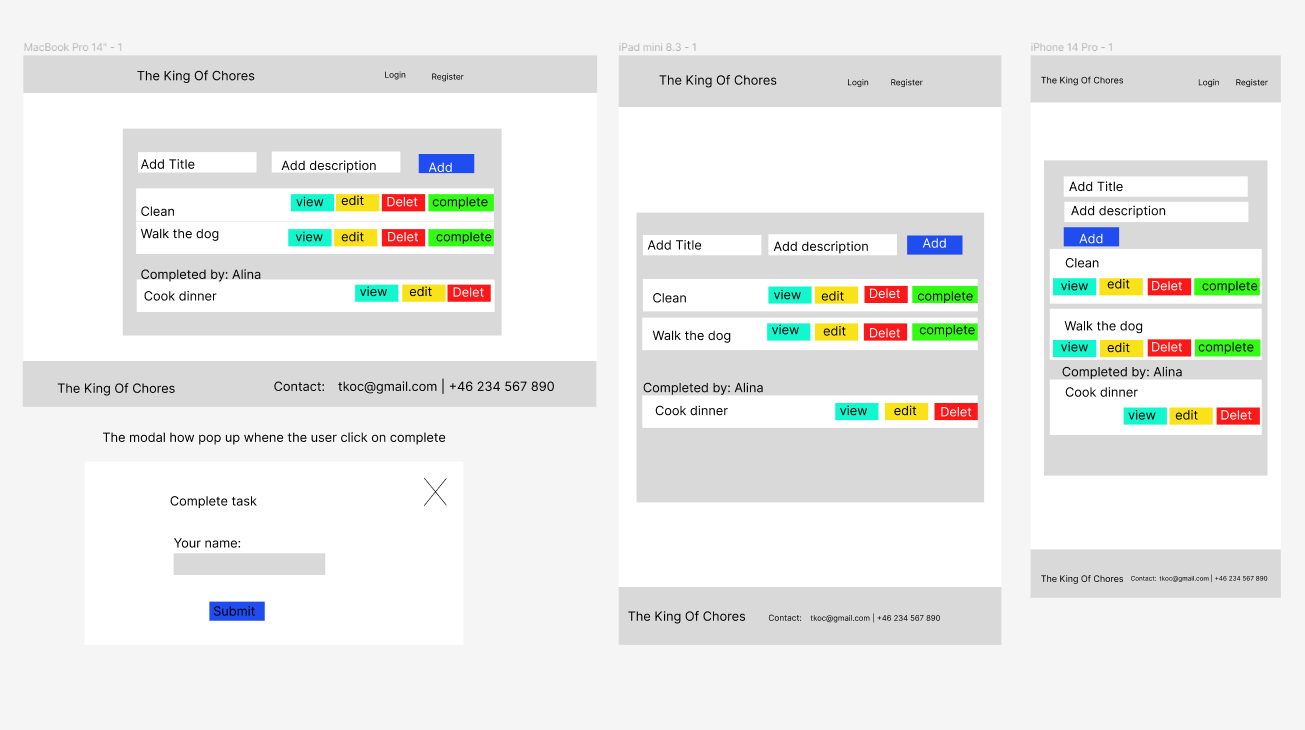 MacBook Pro 14" - 1
The King Of Chores Login Register
Add Title Add description Add
Clean view edit Delet complete
Walk the dog view edit Delet complete
Completed by: Alina
Cook dinner view edit Delet
The King Of Chores Contact: tkoc@gmail.com | +46 234 567 890
The modal how pop up whene the user click on complete
Complete task
Your name:
Submit
iPad mini 8.3 - 1
The King Of Chores Login Register
Add Title Add description Add
Clean view edit Delet complete
Walk the dog view edit Delet complete
Completed by: Alina
Cook dinner view edit Delet
The King Of Chores Contact: tkoc@gmail.com | +46 234 567 890
iPhone 14 Pro - 1
The King Of Chores Login Register
Add Title
Add description
Add
Clean
view edit Delet complete
Walk the dog
view edit Delet complete
Completed by: Alina
Cook dinner
view edit Delet
The King Of Chores Contact: tkoc@gmail.com | +46 234 567 890